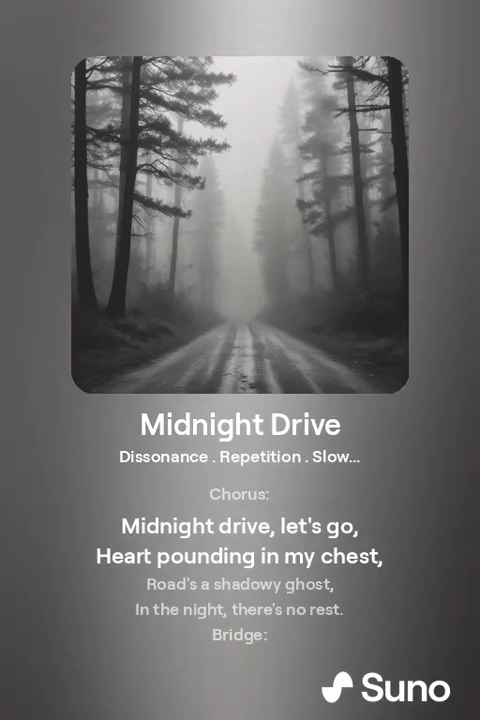 Midnight Drive
Dissonance . Repetition . Slow...
Chorus:
Midnight drive, let's go,
Heart pounding in my chest,
Road's a shadowy ghost,
In the night, there's no rest.
Bridge:
Suno